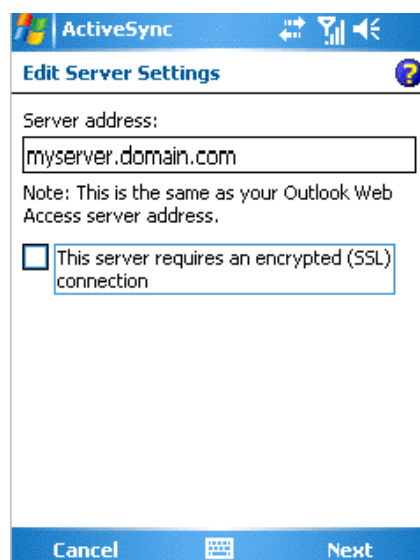 ActiveSync
Edit Server Settings
?
Server address:
myserver.domain.com
Note: This is the same as your Outlook Web
Access server address.
This server requires an encrypted (SSL)
connection
Cancel Next